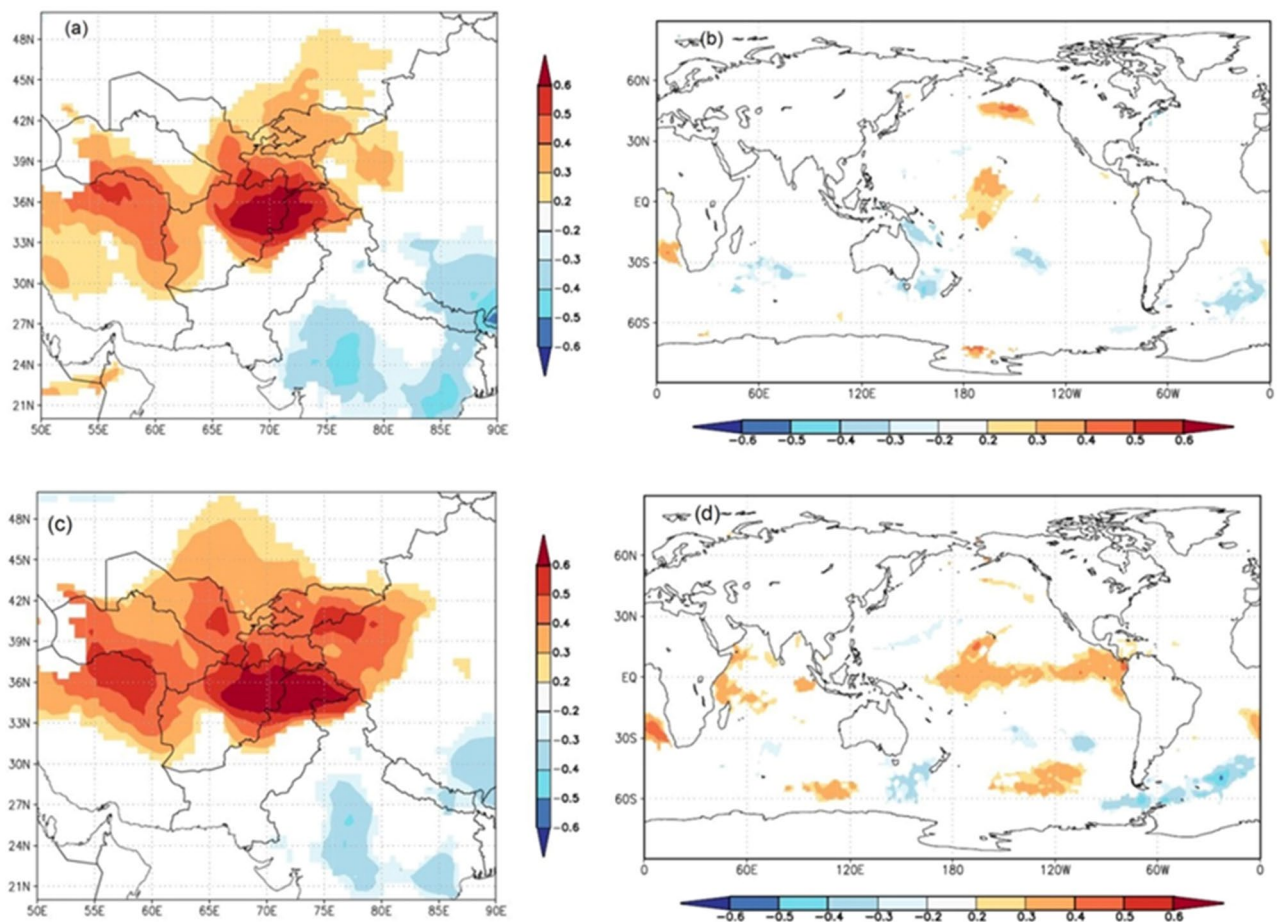 (a)
48N
45N
42N
39N
36N
33N
30N
27N
24N
21N
50E 55E 60E 65E 70E 75E 80E 85E 90E
0.6
0.5
0.4
0.3
0.2
-0.2
-0.3
-0.4
-0.5
-0.6
(b)
60N
30N
EQ
30S
60S
0 60E 120E 180 120W 60W 0
-0.6 -0.5 -0.4 -0.3 -0.2 0.2 0.3 0.4 0.5 0.6
(c)
48N
45N
42N
39N
36N
33N
30N
27N
24N
21N
50E 55E 60E 65E 70E 75E 80E 85E 90E
0.6
0.5
0.4
0.3
0.2
-0.2
-0.3
-0.4
-0.5
-0.6
(d)
60N
30N
EQ
30S
60S
0 60E 120E 180 120W 60W 0
-0.6 -0.5 -0.4 -0.3 -0.2 0.2 0.3 0.4 0.5 0.6